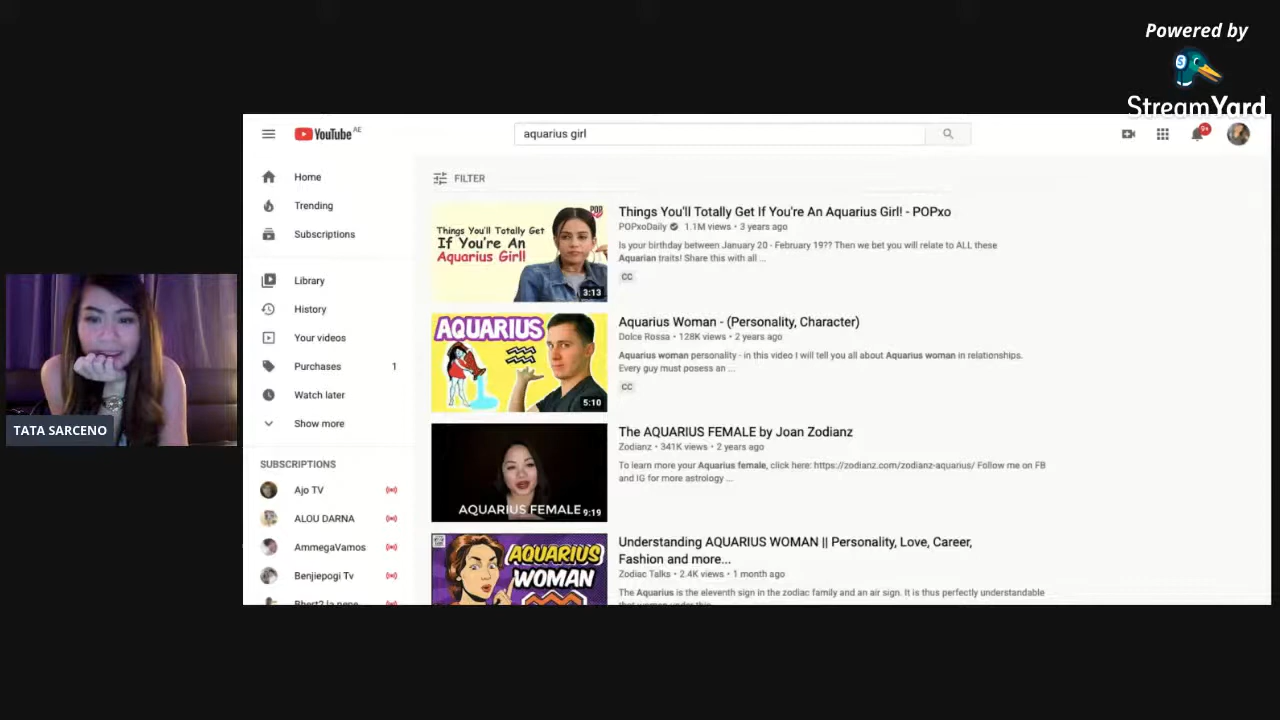 Powered by
StreamYard
YouTube AE
aquarius girl
9+
Home
Trending
Subscriptions
Library
History
Your videos
Purchases 1
Watch later
Show more
SUBSCRIPTIONS
Ajo TV
ALOU DARNA
AmmegaVamos
Benjiepogi Tv
FILTER
Things You'll Totally Get
If You're An
Aquarius Girl!
POP
3:13
Things You'll Totally Get If You're An Aquarius Girl! - POPxo
POPxoDaily • 1.1M views • 3 years ago
Is your birthday between January 20 - February 19?? Then we bet you will relate to ALL these
Aquarian traits! Share this with all ...
CC
AQUARIUS
5:10
Aquarius Woman - (Personality, Character)
Dolce Rossa • 128K views • 2 years ago
Aquarius woman personality - in this video I will tell you all about Aquarius woman in relationships.
Every guy must posess an ...
CC
AQUARIUS FEMALE
9:19
The AQUARIUS FEMALE by Joan Zodianz
Zodianz • 341K views • 2 years ago
To learn more your Aquarius female, click here: https://zodianz.com/zodianz-aquarius/ Follow me on FB
and IG for more astrology ...
AQUARIUS
WOMAN
Understanding AQUARIUS WOMAN || Personality, Love, Career,
Fashion and more...
Zodiac Talks • 2.4K views • 1 month ago
The Aquarius is the eleventh sign in the zodiac family and an air sign. It is thus perfectly understandable
TATA SARCENO